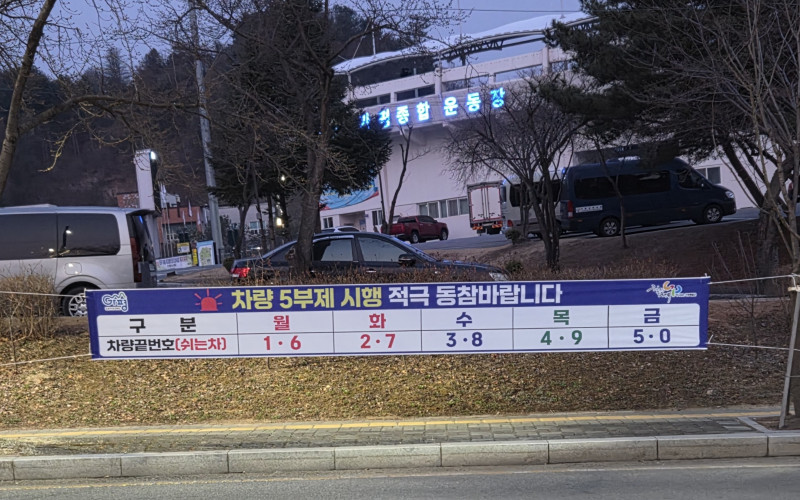 종합 운동장
차량 5부제 시행 적극 동참바랍니다
구 분 월 화 수 목 금
차량끝번호(쉬는차) 1·6 2·7 3·8 4·9 5·0